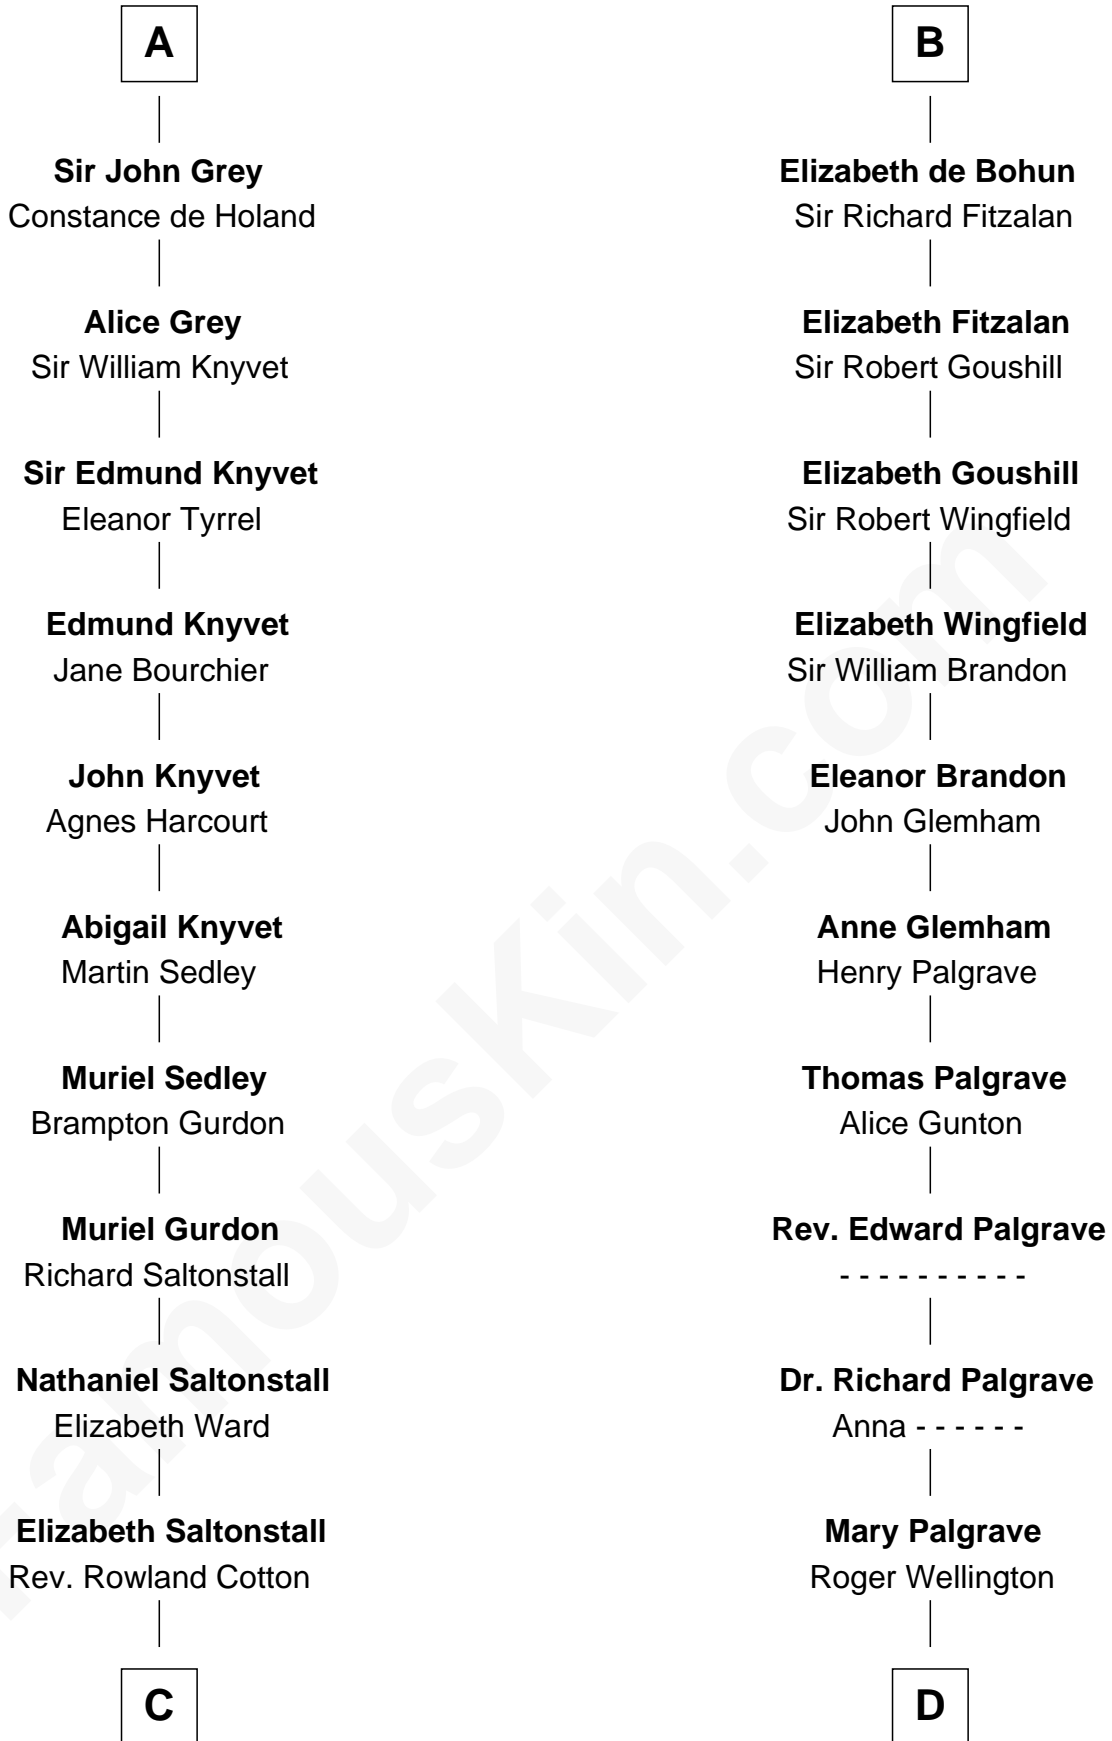 A
Sir John Grey
Constance de Holand
Alice Grey
Sir William Knyvet
Sir Edmund Knyvet
Eleanor Tyrrel
Edmund Knyvet
Jane Bourchier
John Knyvet
Agnes Harcourt
Abigail Knyvet
Martin Sedley
Muriel Sedley
Brampton Gurdon
Muriel Gurdon
Richard Saltonstall
Nathaniel Saltonstall
Elizabeth Ward
Elizabeth Saltonstall
Rev. Rowland Cotton
C
B
Elizabeth de Bohun
Sir Richard Fitzalan
Elizabeth Fitzalan
Sir Robert Goushill
Elizabeth Goushill
Sir Robert Wingfield
Elizabeth Wingfield
Sir William Brandon
Eleanor Brandon
John Glemham
Anne Glemham
Henry Palgrave
Thomas Palgrave
Alice Gunton
Rev. Edward Palgrave
- - - - - - - - - -
Dr. Richard Palgrave
Anna - - - - - -
Mary Palgrave
Roger Wellington
D
FamousKin.com